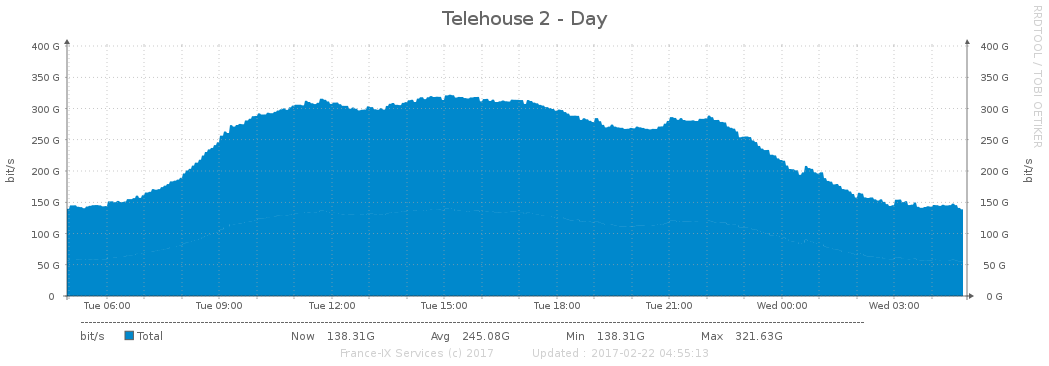 Telehouse 2 - Day
RRDTOOL / TOBI OETIKER
400 G 400 G
350 G 350 G
300 G 300 G
250 G 250 G
200 G 200 G
150 G 150 G
100 G 100 G
50 G 50 G
0 0 G
bit/s bit/s
Tue 06:00 Tue 09:00 Tue 12:00 Tue 15:00 Tue 18:00 Tue 21:00 Wed 00:00 Wed 03:00
bit/s Total Now 138.31G Avg 245.08G Min 138.31G Max 321.63G
France-IX Services (c) 2017 Updated : 2017-02-22 04:55:13